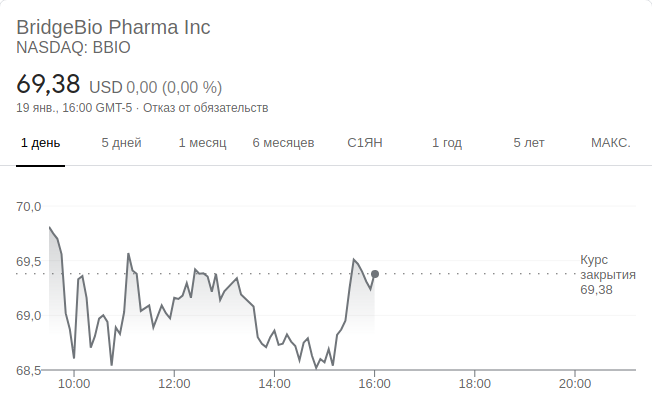 BridgeBio Pharma Inc
NASDAQ: BBIO
69,38 USD 0,00 (0,00 %)
19 янв., 16:00 GMT-5 · Отказ от обязательств
1 день 5 дней 1 месяц 6 месяцев С1ЯН 1 год 5 лет МАКС.
70,0
69,5
69,0
68,5
Курс
закрытия
69,38
10:00 12:00 14:00 16:00 18:00 20:00